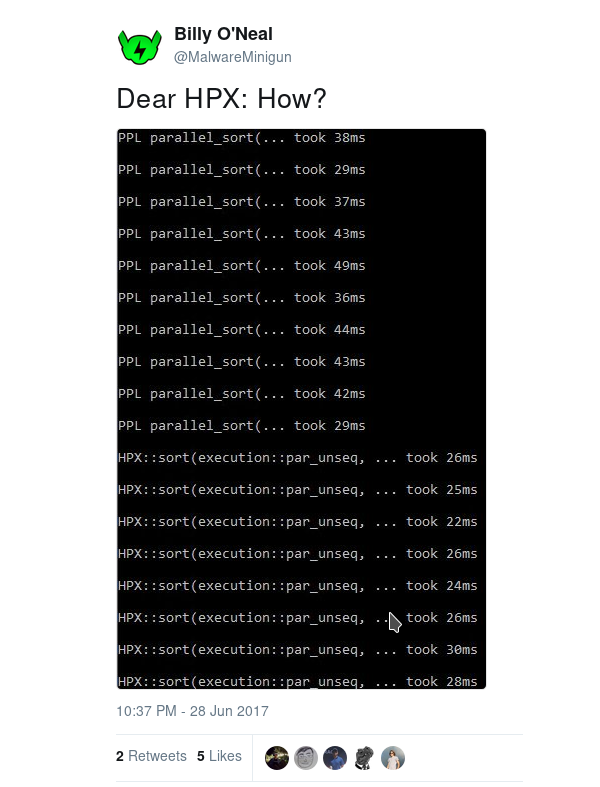 Billy O'Neal
@MalwareMinigun
Dear HPX: How?
PPL parallel_sort(... took 38ms
PPL parallel_sort(... took 29ms
PPL parallel_sort(... took 37ms
PPL parallel_sort(... took 43ms
PPL parallel_sort(... took 49ms
PPL parallel_sort(... took 36ms
PPL parallel_sort(... took 44ms
PPL parallel_sort(... took 43ms
PPL parallel_sort(... took 42ms
PPL parallel_sort(... took 29ms
HPX::sort(execution::par_unseq, ... took 26ms
HPX::sort(execution::par_unseq, ... took 25ms
HPX::sort(execution::par_unseq, ... took 22ms
HPX::sort(execution::par_unseq, ... took 26ms
HPX::sort(execution::par_unseq, ... took 24ms
HPX::sort(execution::par_unseq, ... took 26ms
HPX::sort(execution::par_unseq, ... took 30ms
HPX::sort(execution::par_unseq, ... took 28ms
10:37 PM - 28 Jun 2017
2 Retweets 5 Likes